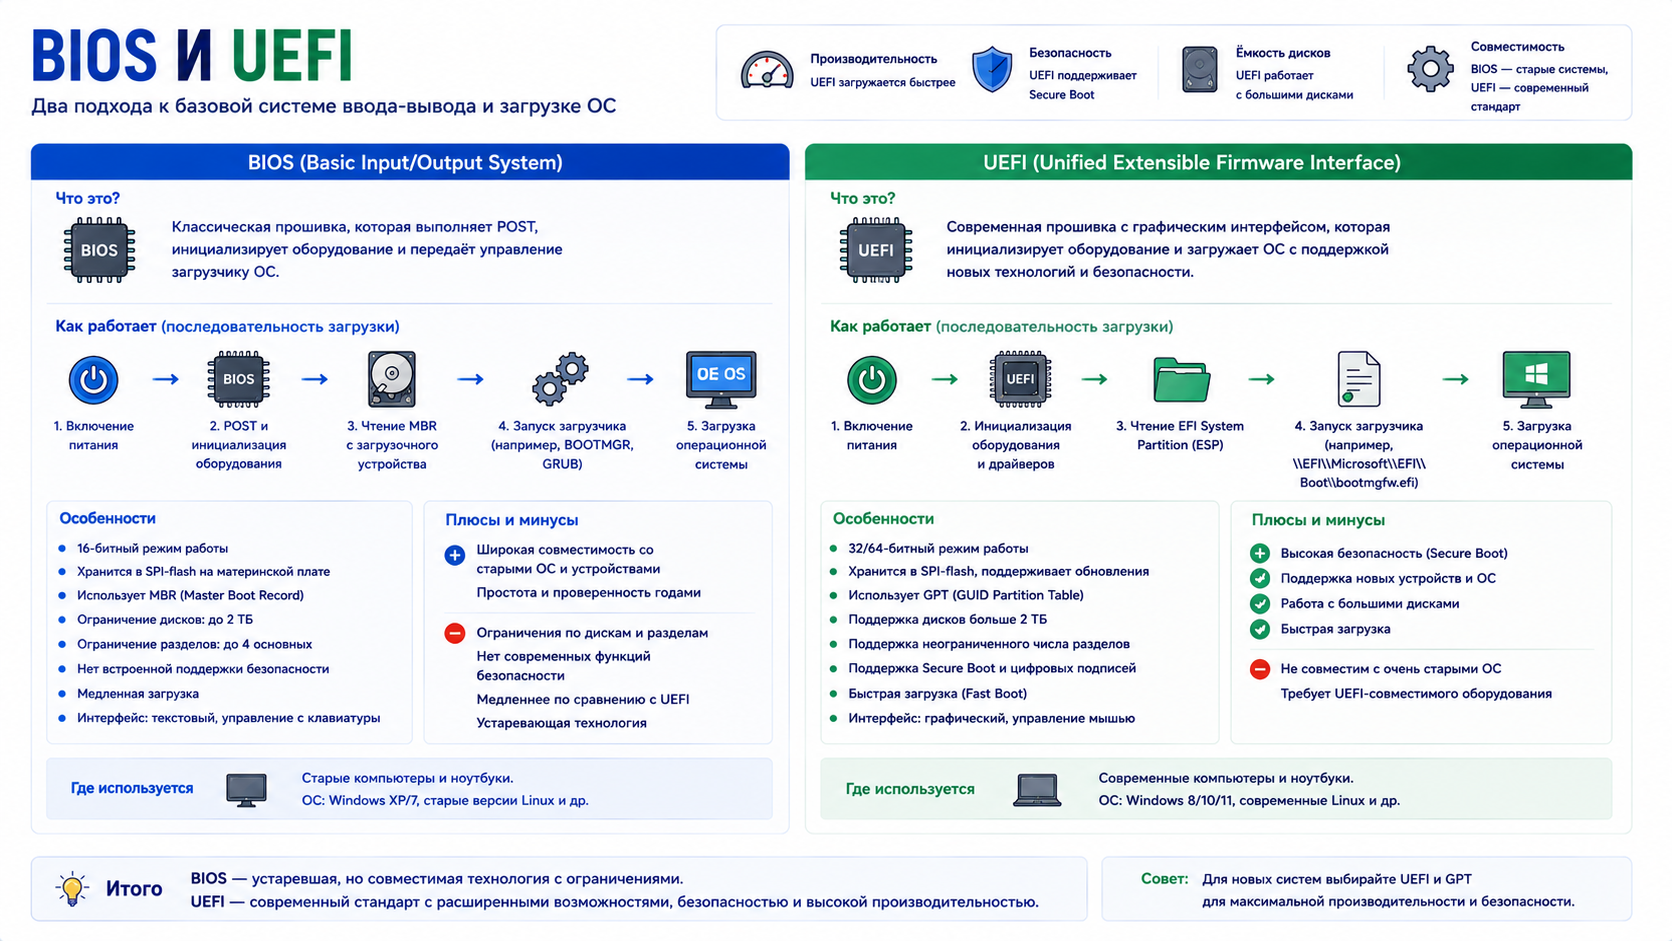 BIOS И UEFI
Два подхода к базовой системе ввода-вывода и загрузке ОС
Производительность
UEFI загружается быстрее
Безопасность
UEFI поддерживает
Secure Boot
Ёмкость дисков
UEFI работает
с большими дисками
Совместимость
BIOS — старые системы,
UEFI — современный
стандарт
BIOS (Basic Input/Output System)
Что это?
BIOS
Классическая прошивка, которая выполняет POST,
инициализирует оборудование и передаёт управление
загрузчику ОС.
Как работает (последовательность загрузки)
BIOS
OE OS
1. Включение
питания
2. POST и
инициализация
оборудования
3. Чтение MBR
с загрузочного
устройства
4. Запуск загрузчика
(например, BOOTMGR,
GRUB)
5. Загрузка
операционной
системы
Особенности
16-битный режим работы
Хранится в SPI-flash на материнской плате
Использует MBR (Master Boot Record)
Ограничение дисков: до 2 ТБ
Ограничение разделов: до 4 основных
Нет встроенной поддержки безопасности
Медленная загрузка
Интерфейс: текстовый, управление с клавиатуры
Плюсы и минусы
Широкая совместимость со
старыми ОС и устройствами
Простота и проверенность годами
Ограничения по дискам и разделам
Нет современных функций
безопасности
Медленнее по сравнению с UEFI
Устаревающая технология
Где используется
Старые компьютеры и ноутбуки.
ОС: Windows XP/7, старые версии Linux и др.
UEFI (Unified Extensible Firmware Interface)
Что это?
UEFI
Современная прошивка с графическим интерфейсом, которая
инициализирует оборудование и загружает ОС с поддержкой
новых технологий и безопасности.
Как работает (последовательность загрузки)
UEFI
1. Включение
питания
2. Инициализация
оборудования
и драйверов
3. Чтение EFI System
Partition (ESP)
4. Запуск загрузчика
(например,
\\EFI\\Microsoft\\EFI\\
Boot\\bootmgfw.efi)
5. Загрузка
операционной
системы
Особенности
32/64-битный режим работы
Хранится в SPI-flash, поддерживает обновления
Использует GPT (GUID Partition Table)
Поддержка дисков больше 2 ТБ
Поддержка неограниченного числа разделов
Поддержка Secure Boot и цифровых подписей
Быстрая загрузка (Fast Boot)
Интерфейс: графический, управление мышью
Плюсы и минусы
Высокая безопасность (Secure Boot)
Поддержка новых устройств и ОС
Работа с большими дисками
Быстрая загрузка
Не совместим с очень старыми ОС
Требует UEFI-совместимого оборудования
Где используется
Современные компьютеры и ноутбуки.
ОС: Windows 8/10/11, современные Linux и др.
Итого
BIOS — устаревшая, но совместимая технология с ограничениями.
UEFI — современный стандарт с расширенными возможностями, безопасностью и высокой производительностью.
Совет: Для новых систем выбирайте UEFI и GPT
для максимальной производительности и безопасности.